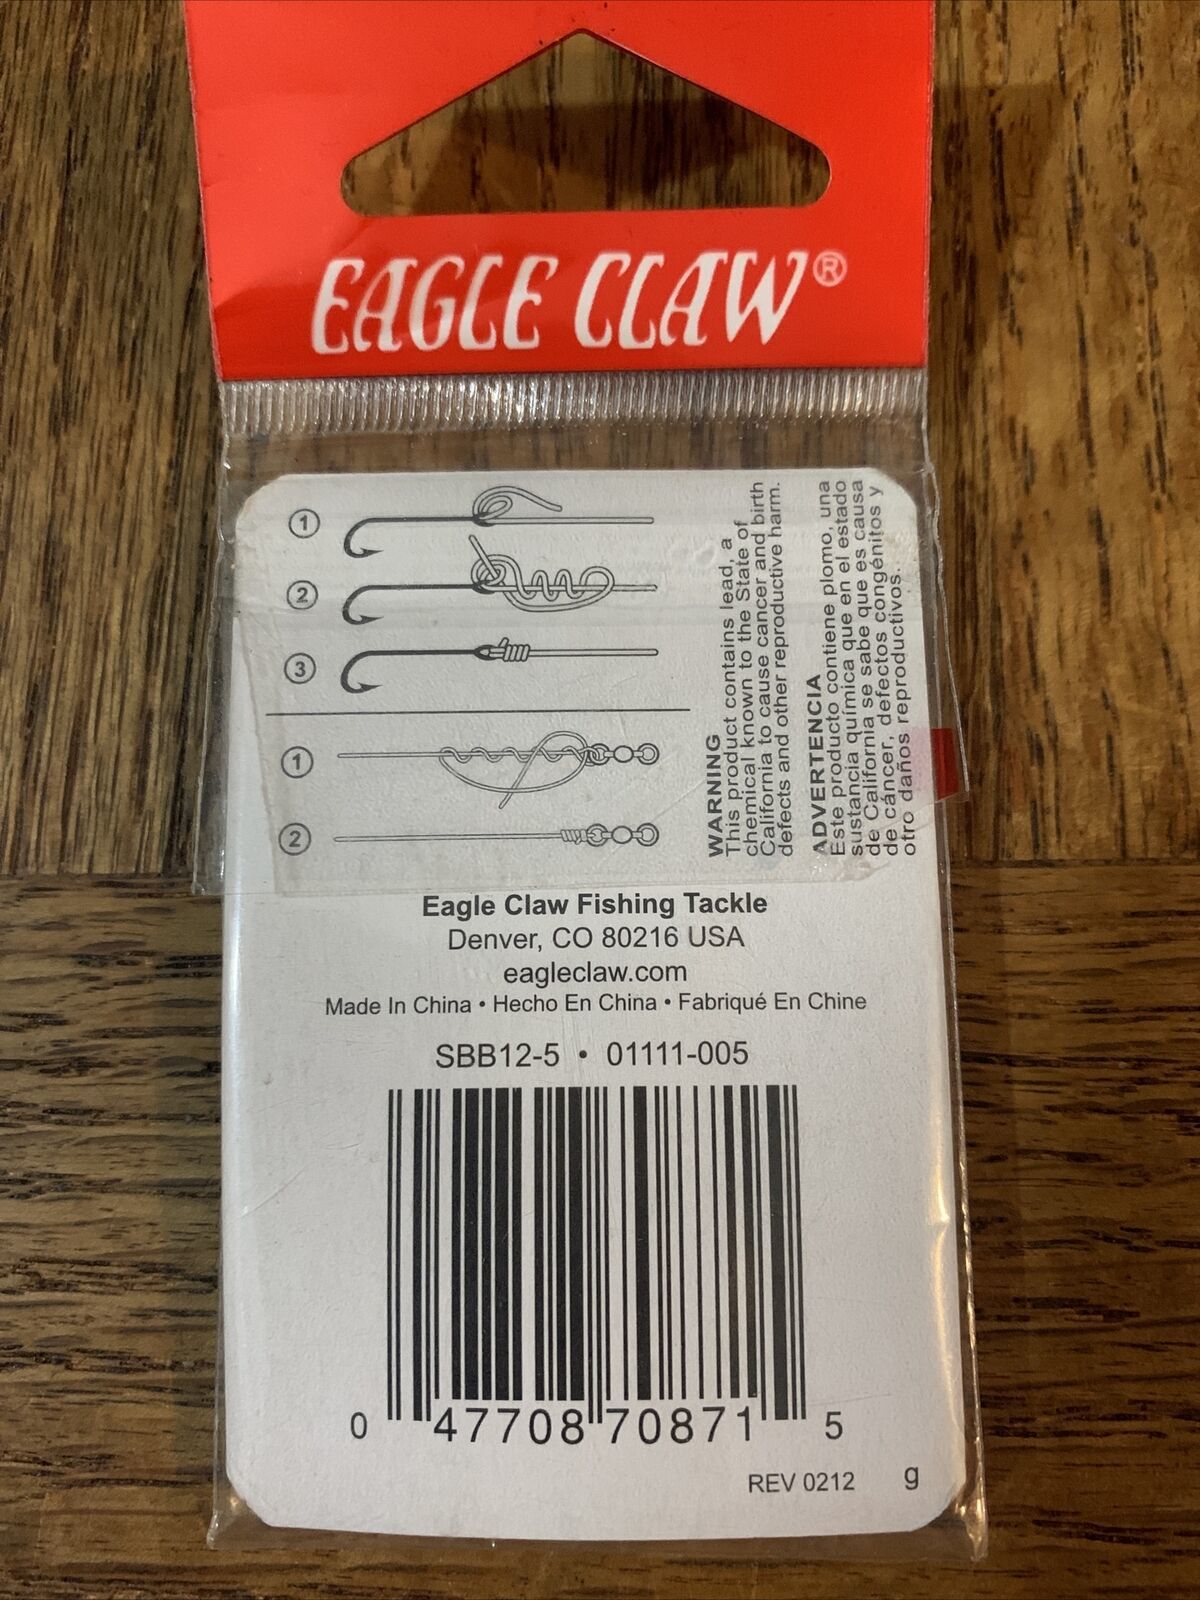 EAGLE CLAW®
1
2
3
1
2
WARNING
This product contains lead, a
chemical known to the State of
California to cause cancer and birth
defects and other reproductive harm.
ADVERTENCIA
Este producto contiene plomo, una
sustancia química que en el estado
de California se sabe que es causa
de cáncer, defectos congénitos y
otro daños reproductivos..
Eagle Claw Fishing Tackle
Denver, CO 80216 USA
eagleclaw.com
Made In China • Hecho En China • Fabriqué En Chine
SBB12-5 • 01111-005
0 47708 70871 5
REV 0212 g